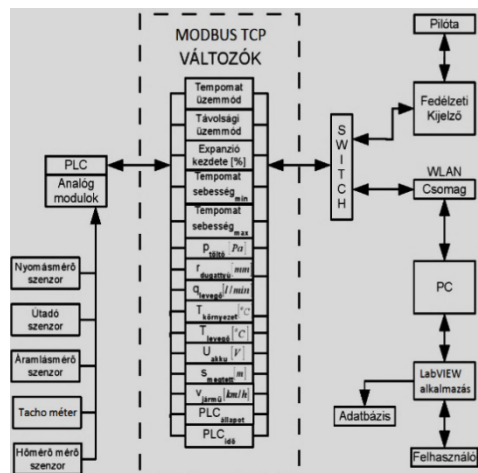 MODBUS TCP
VÁLTOZÓK
Tempomat
üzemmód
Távolsági
üzemmód
Expanzió
kezdete [%]
Tempomat
sebesség min
Tempomat
sebesség max
p töltő [Pa]
r dugattyú [mm]
q levegő [l/min]
T környezet [°C]
T levegő [°C]
U akku [V]
s megtett [m]
v jármű [km/h]
PLC állapot
PLC idő
PLC
Analóg
modulok
Nyomásmérő
szenzor
Útadó
szenzor
Áramlásmérő
szenzor
Tacho méter
Hőmérő mérő
szenzor
SWITCH
Pilóta
Fedélzeti
Kijelző
WLAN
Csomag
PC
LabVIEW
alkalmazás
Adatbázis
Felhasználó